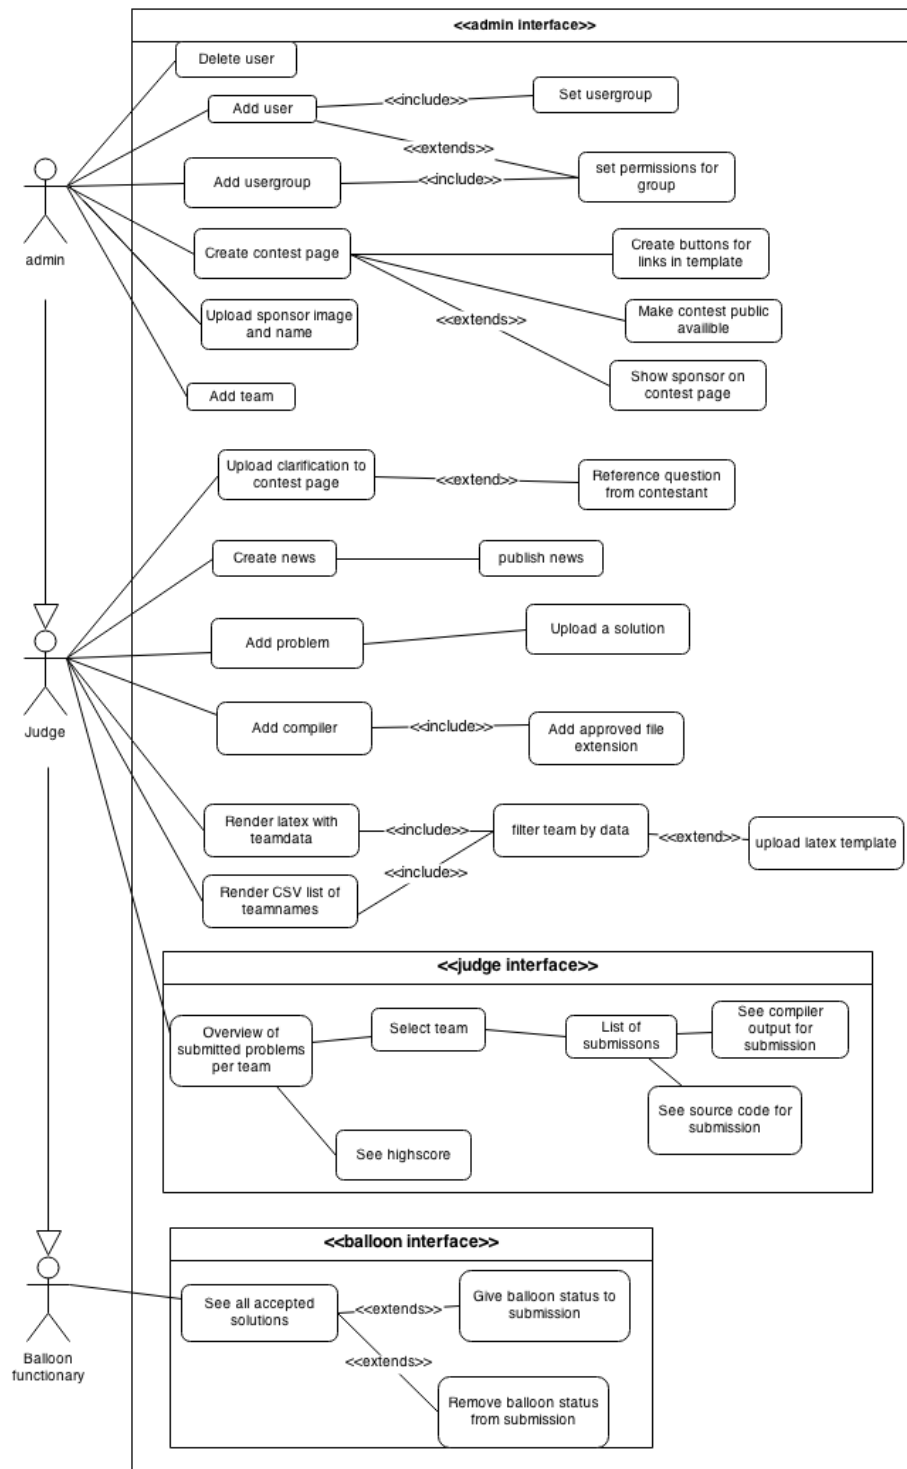 <<admin interface>>
Delete user
Add user
<<include>>
Set usergroup
<<extends>>
Add usergroup
<<include>>
set permissions for
group
admin
Create contest page
Create buttons for
links in template
Upload sponsor image
and name
<<extends>>
Make contest public
availible
Show sponsor on
contest page
Add team
Upload clarification to
contest page
<<extend>>
Reference question
from contestant
Create news
publish news
Add problem
Upload a solution
Judge
Add compiler
<<include>>
Add approved file
extension
Render latex with
teamdata
<<include>>
filter team by data
<<extend>>
upload latex template
<<include>>
Render CSV list of
teamnames
<<judge interface>>
Overview of
submitted problems
per team
Select team
List of
submissons
See compiler
output for
submission
See source code for
submission
See highscore
<<balloon interface>>
See all accepted
solutions
<<extends>>
Give balloon status to
submission
<<extends>>
Remove balloon status
from submission
Balloon
functionary